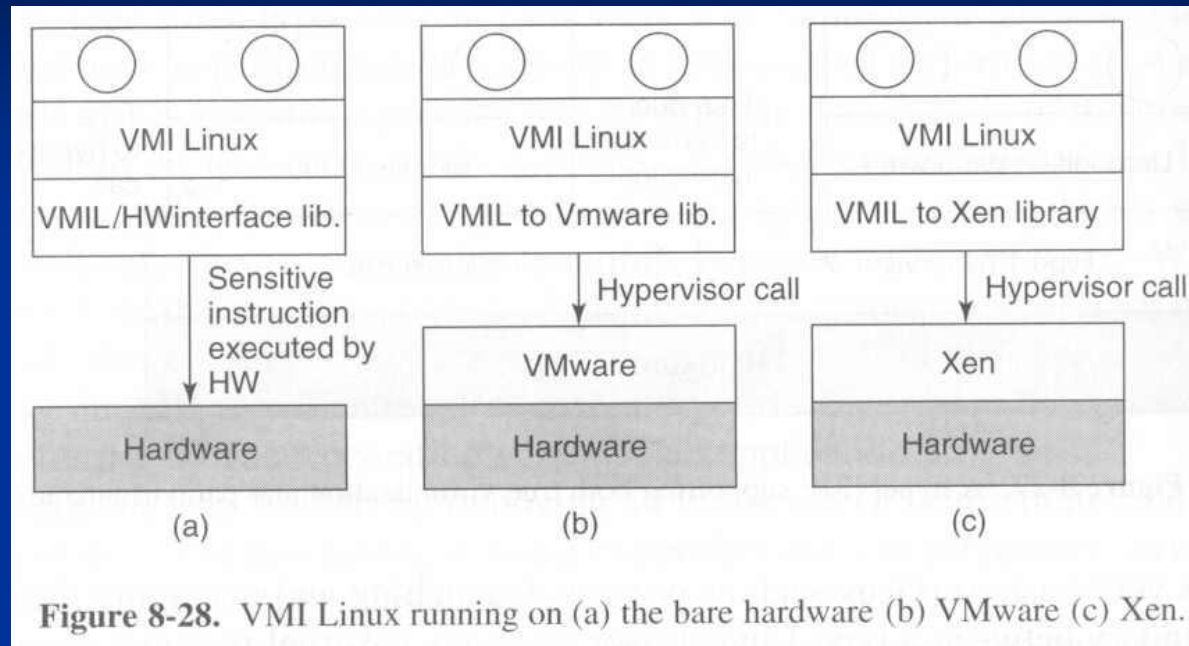 VMI Linux
VMIL/HWinterface lib.
Sensitive
instruction
executed by
HW
Hardware
(a)
VMI Linux
VMIL to Vmware lib.
Hypervisor call
VMware
Hardware
(b)
VMI Linux
VMIL to Xen library
Hypervisor call
Xen
Hardware
(c)
Figure 8-28. VMI Linux running on (a) the bare hardware (b) VMware (c) Xen.